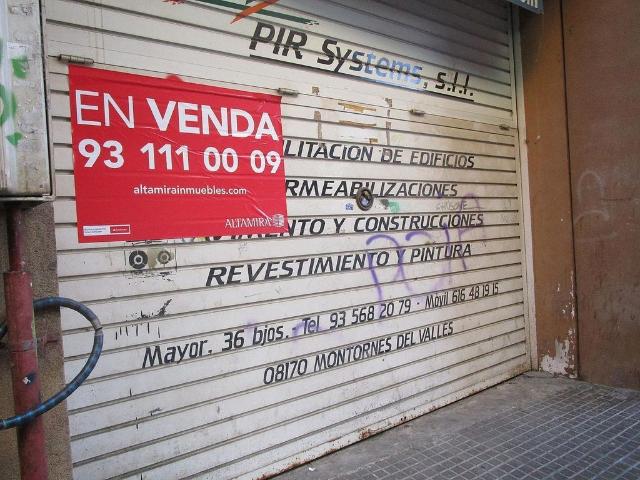 PIR Systems, s.l.l.
EN VENDA
93 111 00 09
altamirainmuebles.com
ALTAMIRA
LITACION DE EDIFICIOS
RMEABILIZACIONES
Y CONSTRUCCIONES
REVESTIMIENTO Y PINTURA
Mayor, 36 bjos. - Tel 93 568 20 79 - Móvil 616 48 19 15
08170 MONTORNES DEL VALLES